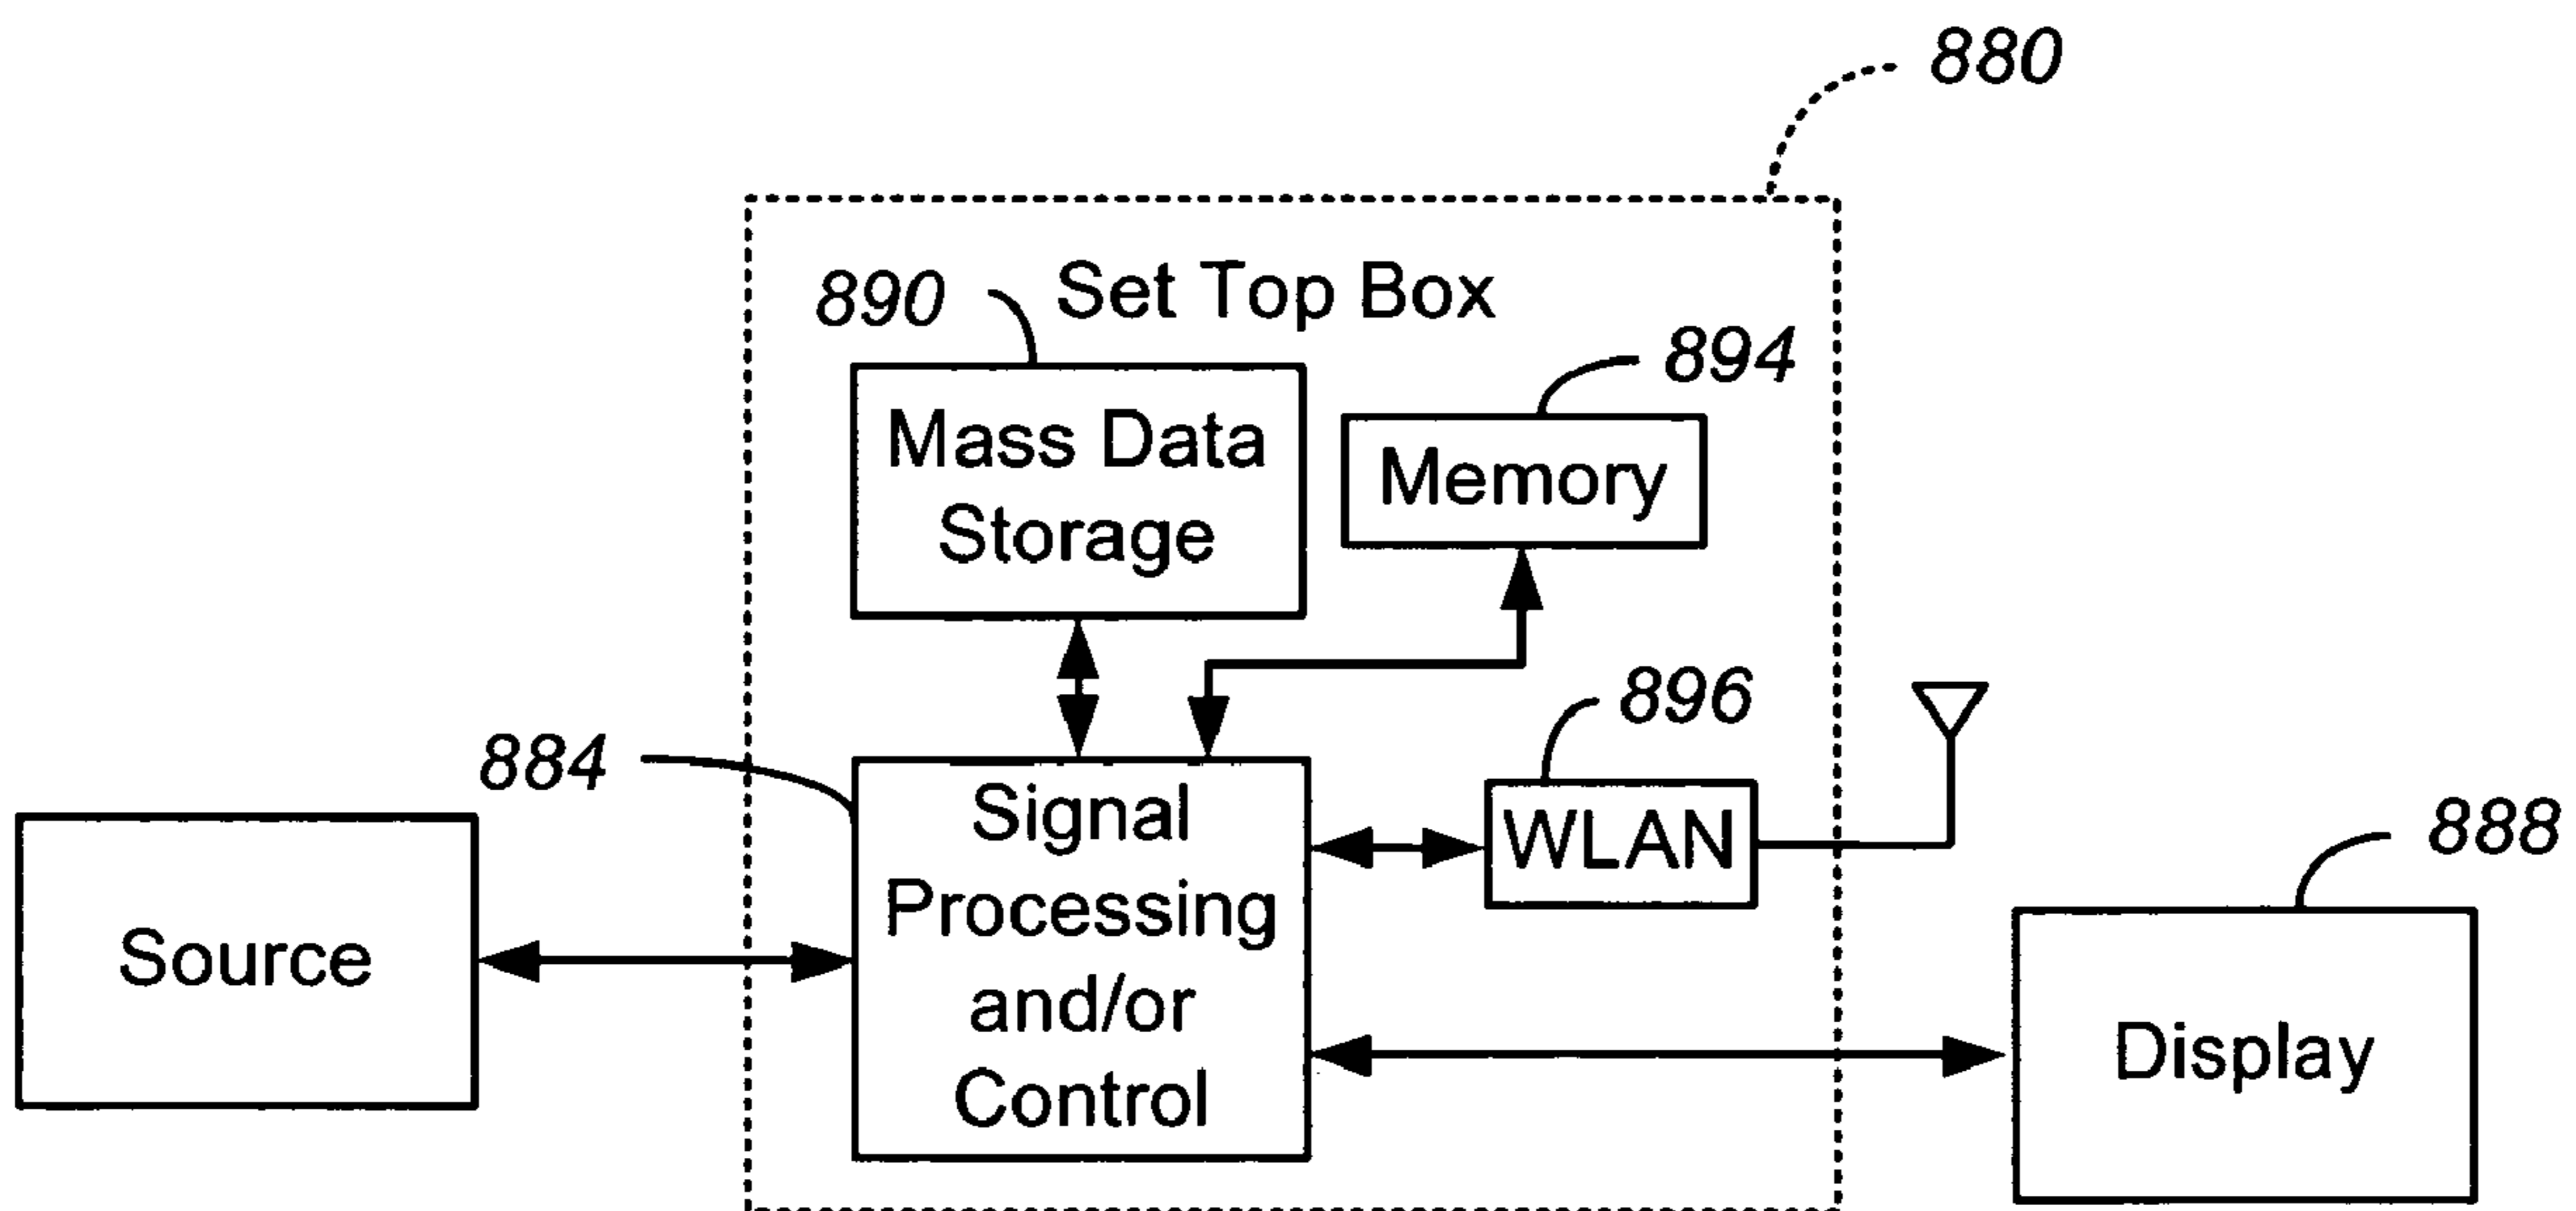 880
Set Top Box
890
894
Mass Data
Storage
Memory
896
884
Signal
Processing
and/or
Control
WLAN
888
Source
Display